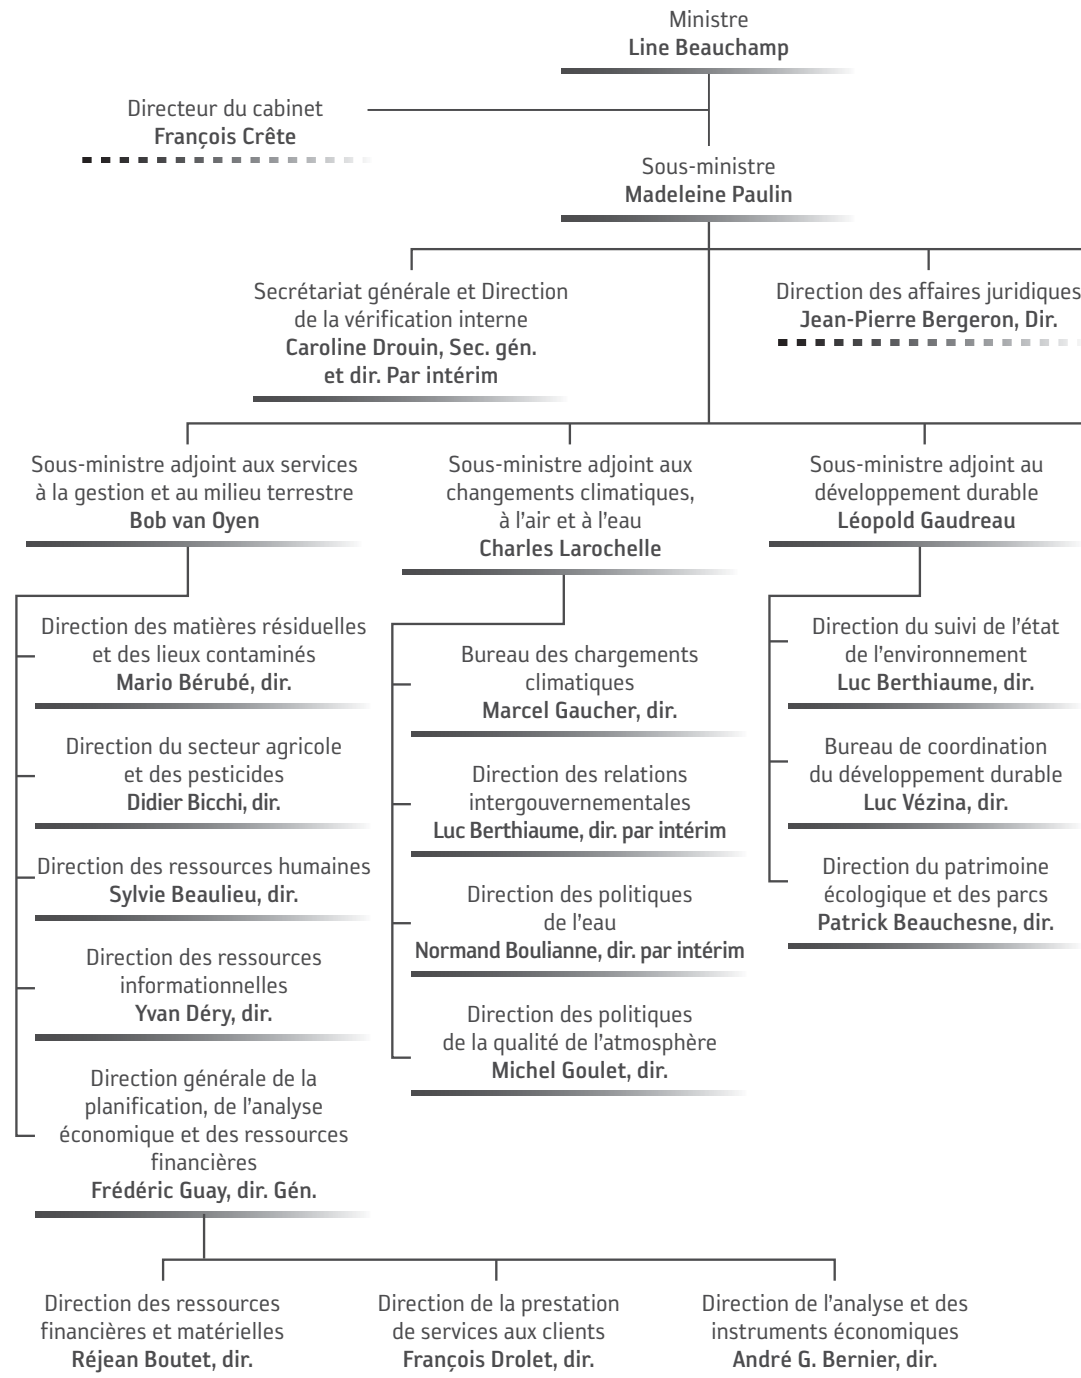 Ministre
Line Beauchamp
Directeur du cabinet
François Crête
Sous-ministre
Madeleine Paulin
Secrétariat générale et Direction
de la vérification interne
Caroline Drouin, Sec. gén.
et dir. Par intérim
Direction des affaires juridiques
Jean-Pierre Bergeron, Dir.
Sous-ministre adjoint aux services
à la gestion et au milieu terrestre
Bob van Oyen
Direction des matières résiduelles
et des lieux contaminés
Mario Bérubé, dir.
Direction du secteur agricole
et des pesticides
Didier Bicchi, dir.
Direction des ressources humaines
Sylvie Beaulieu, dir.
Direction des ressources
informationnelles
Yvan Déry, dir.
Direction générale de la
planification, de l'analyse
économique et des ressources
financières
Frédéric Guay, dir. Gén.
Sous-ministre adjoint aux
changements climatiques,
à l'air et à l'eau
Charles Larochelle
Bureau des chargements
climatiques
Marcel Gaucher, dir.
Direction des relations
intergouvernementales
Luc Berthiaume, dir. par intérim
Direction des politiques
de l'eau
Normand Boulianne, dir. par intérim
Direction des politiques
de la qualité de l'atmosphère
Michel Goulet, dir.
Sous-ministre adjoint au
développement durable
Léopold Gaudreau
Direction du suivi de l'état
de l'environnement
Luc Berthiaume, dir.
Bureau de coordination
du développement durable
Luc Vézina, dir.
Direction du patrimoine
écologique et des parcs
Patrick Beauchesne, dir.
Direction des ressources
financières et matérielles
Réjean Boutet, dir.
Direction de la prestation
de services aux clients
François Drolet, dir.
Direction de l'analyse et des
instruments économiques
André G. Bernier, dir.